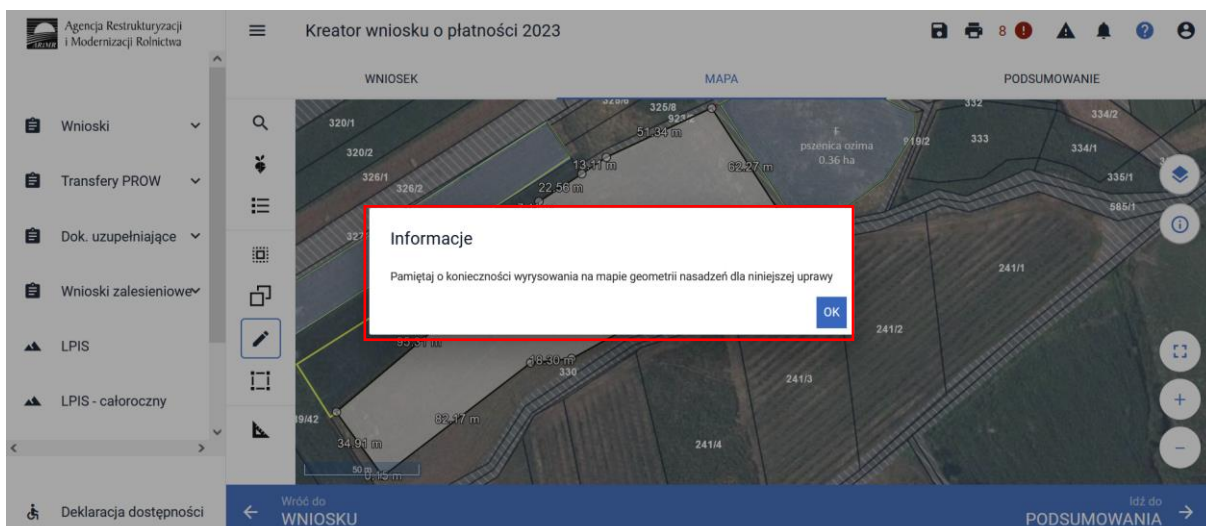 Agencja Restrukturyzacji
i Modernizacji Rolnictwa
ARiMR
Kreator wniosku o płatności 2023
8
WNIOSEK
MAPA
PODSUMOWANIE
Wnioski
Transfery PROW
Dok. uzupełniające
Wnioski zalesieniowe
LPIS
LPIS - całoroczny
Deklaracja dostępności
320/1
320/2
326/1
326/2
325/8
51.34 m
13.11 m
22.56 m
62.27 m
F
pszenica ozima
0.36 ha
332
333
334/2
334/1
335/1
585/1
241/1
241/2
241/3
241/4
Informacje
Pamiętaj o konieczności wyrysowania na mapie geometrii nasadzeń dla niniejszej uprawy
OK
18.30 m
330
82.17 m
34.91 m
50 m
Wróć do
WNIOSKU
Idź do
PODSUMOWANIA